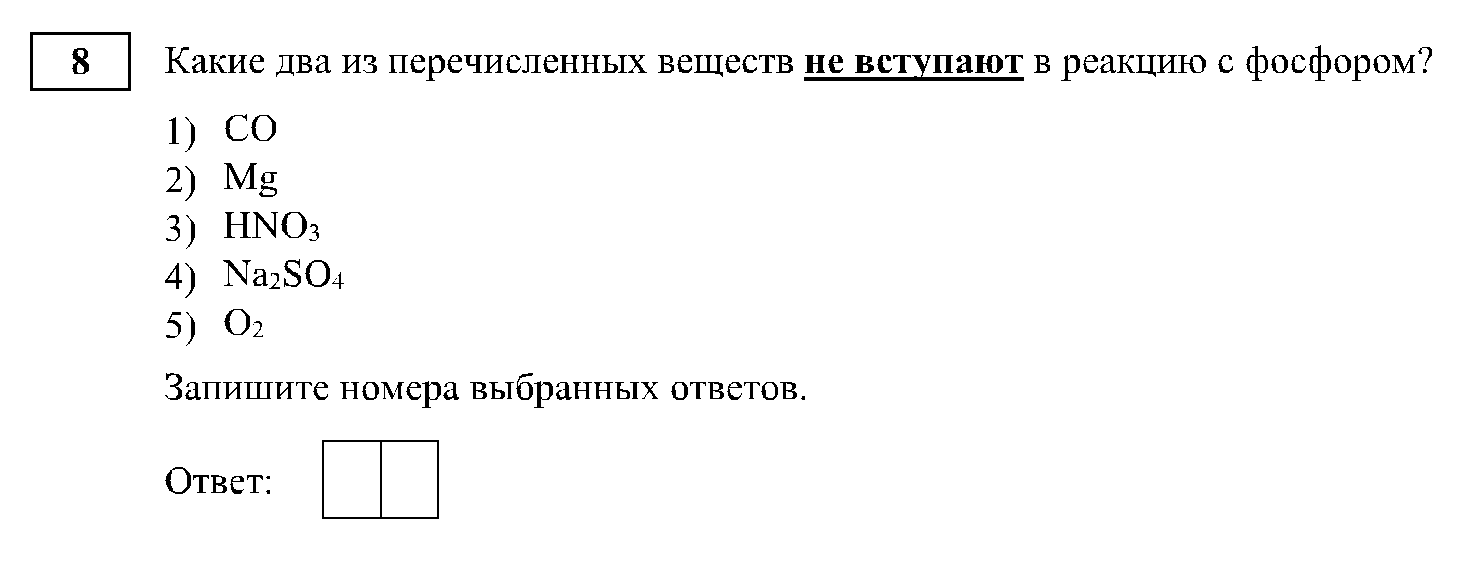 8 Какие два из перечисленных веществ не вступают в реакцию с фосфором?
1) CO
2) Mg
3) HNO₃
4) Na₂SO₄
5) O₂
Запишите номера выбранных ответов.
Ответ: